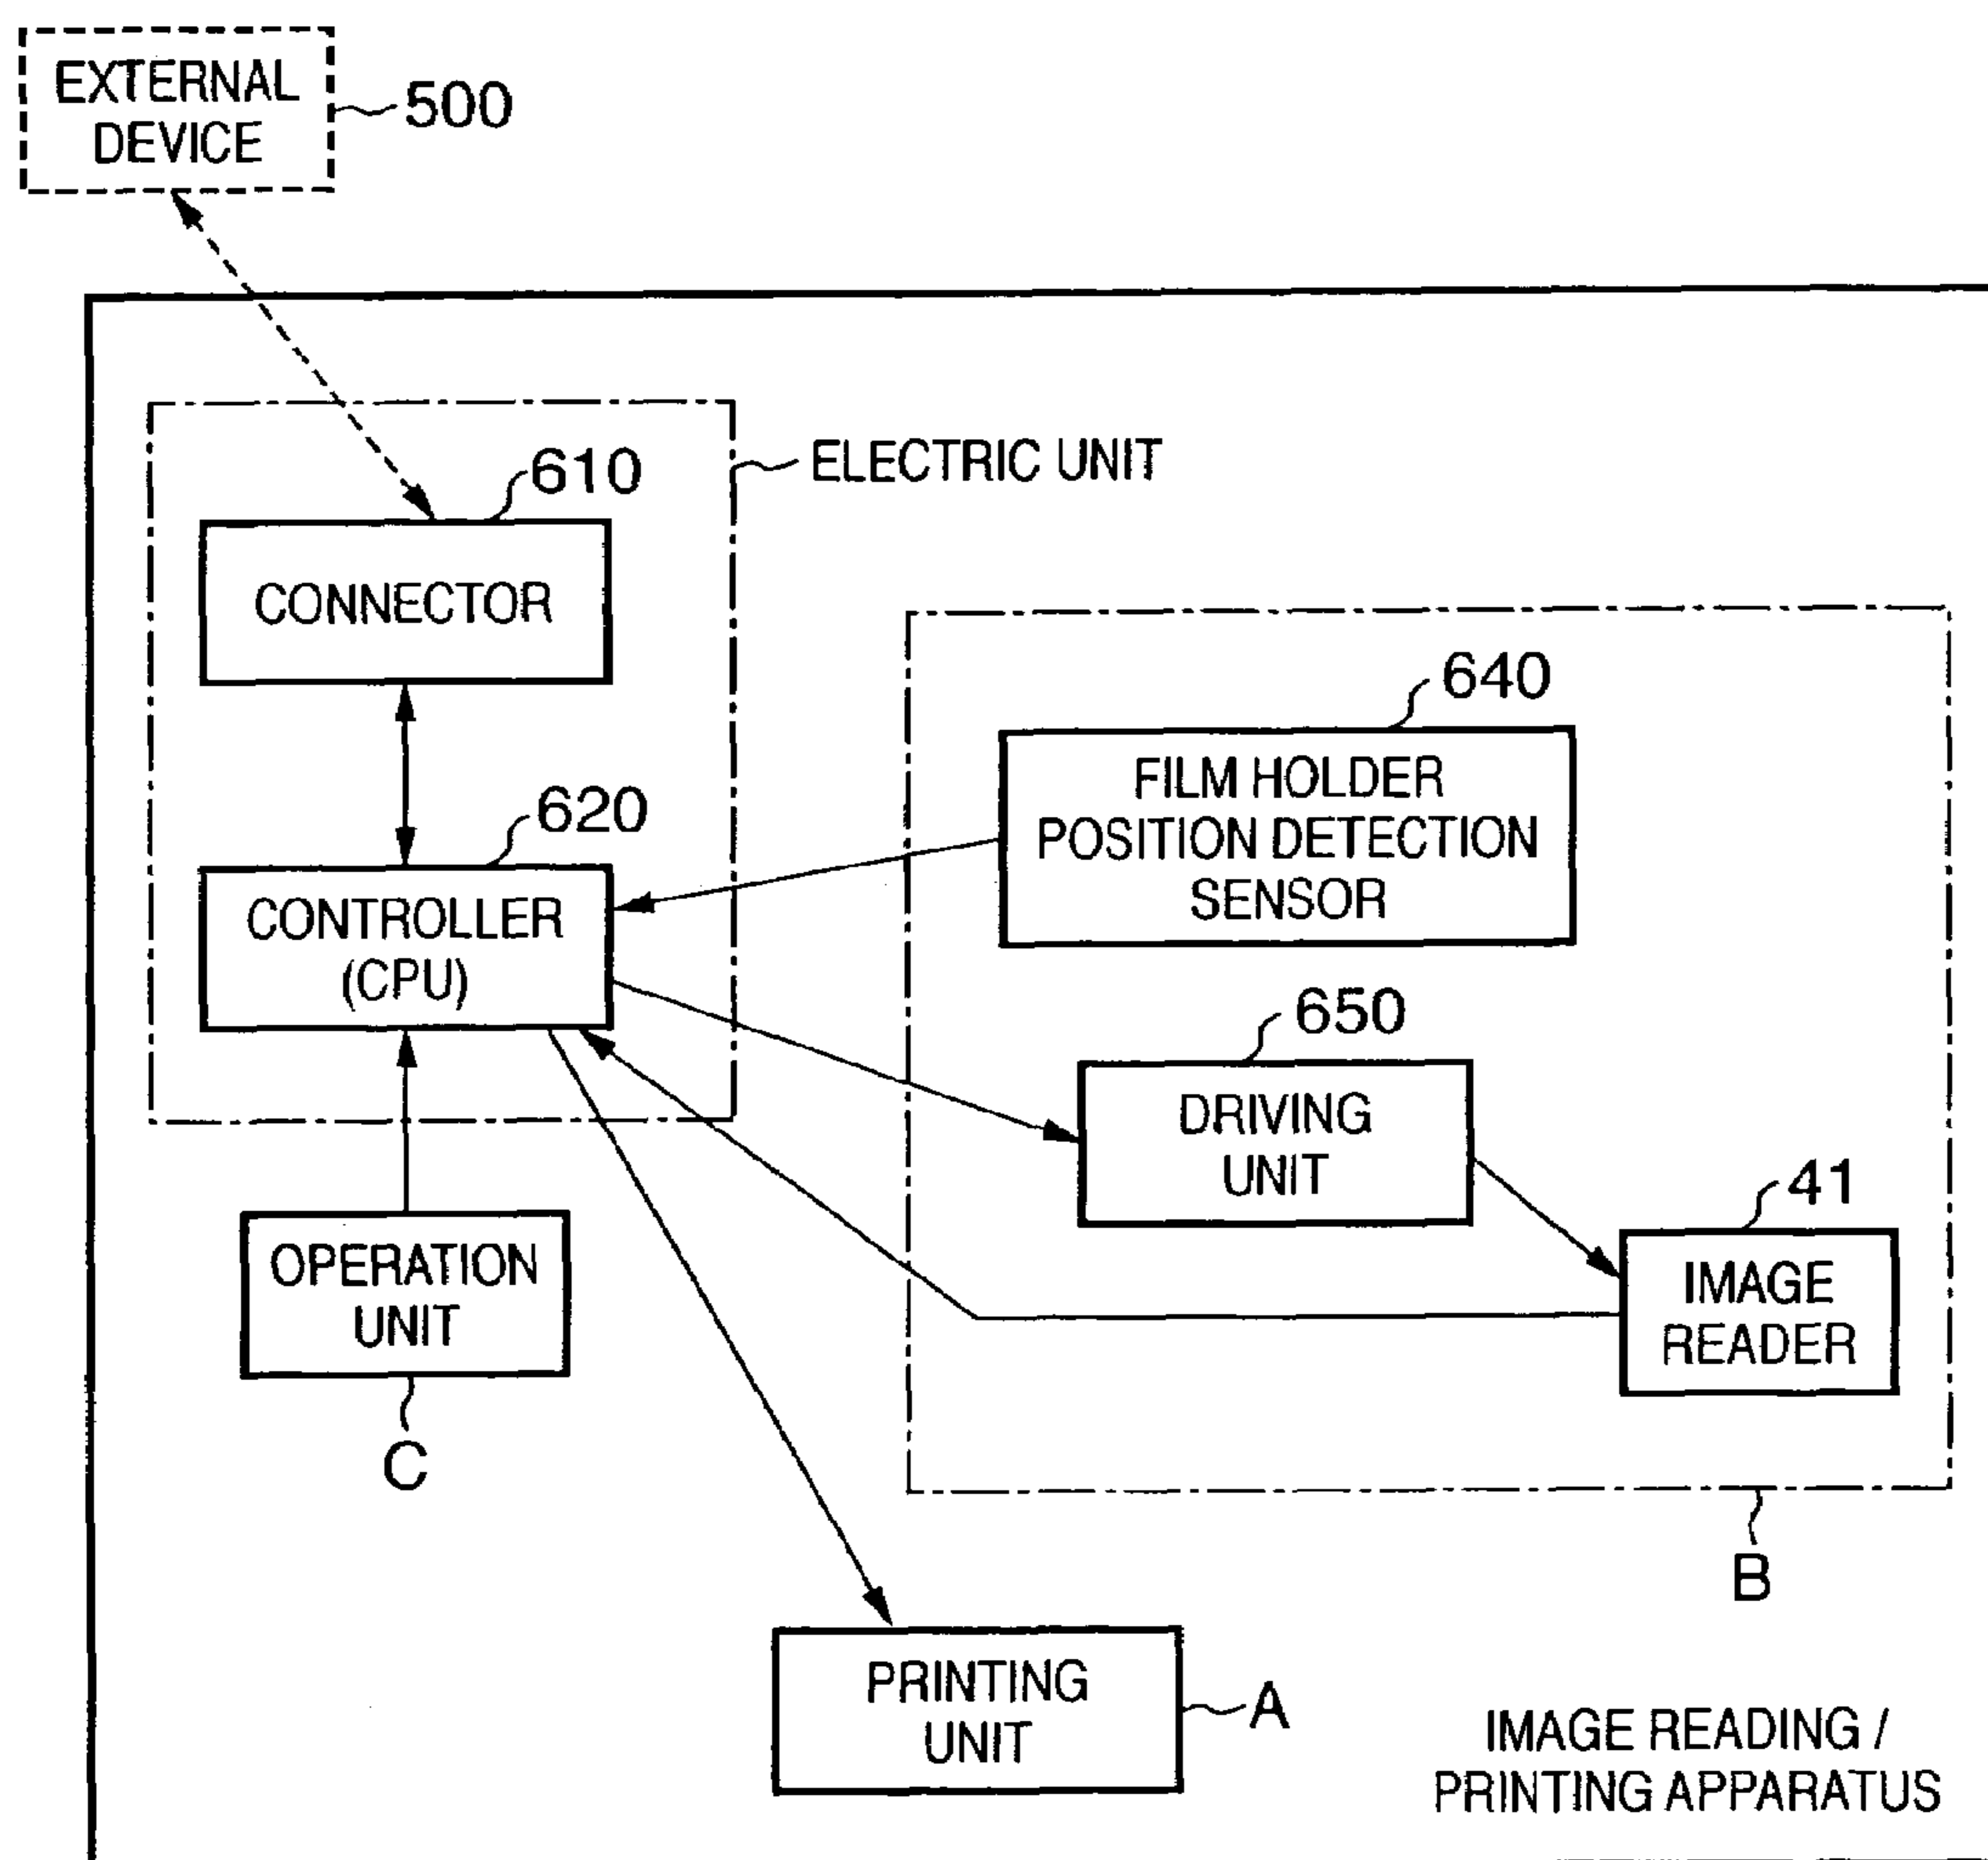 EXTERNAL
DEVICE
500
ELECTRIC UNIT
610
CONNECTOR
640
FILM HOLDER
POSITION DETECTION
SENSOR
620
CONTROLLER
(CPU)
650
DRIVING
UNIT
41
IMAGE
READER
OPERATION
UNIT
C
B
PRINTING
UNIT
A
IMAGE READING /
PRINTING APPARATUS